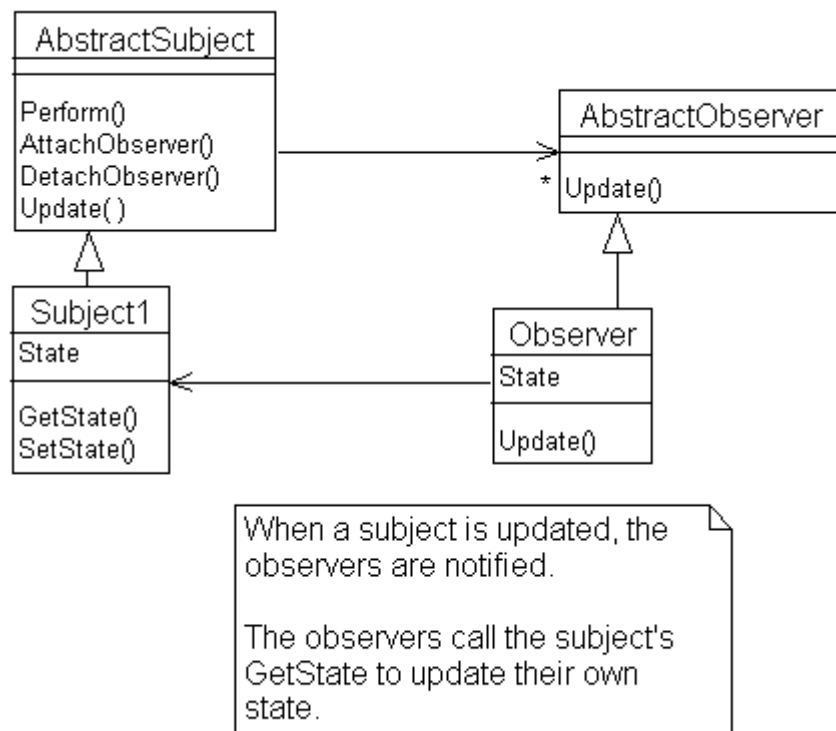 AbstractSubject
Perform()
AttachObserver()
DetachObserver()
Update( )
AbstractObserver
*
Update()
Subject1
State
GetState()
SetState()
Observer
State
Update()
When a subject is updated, the
observers are notified.
The observers call the subject's
GetState to update their own
state.